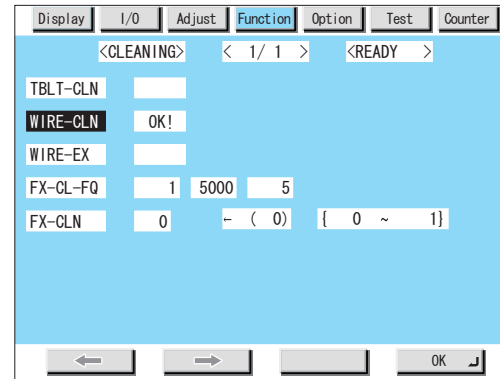 Display I/O Adjust Function Option Test Counter
<CLEANING> < 1/ 1 > <READY >
TBLT-CLN
WIRE-CLN OK!
WIRE-EX
FX-CL-FQ 1 5000 5
FX-CLN 0 ← ( 0) { 0 ~ 1}
← → OK ↵